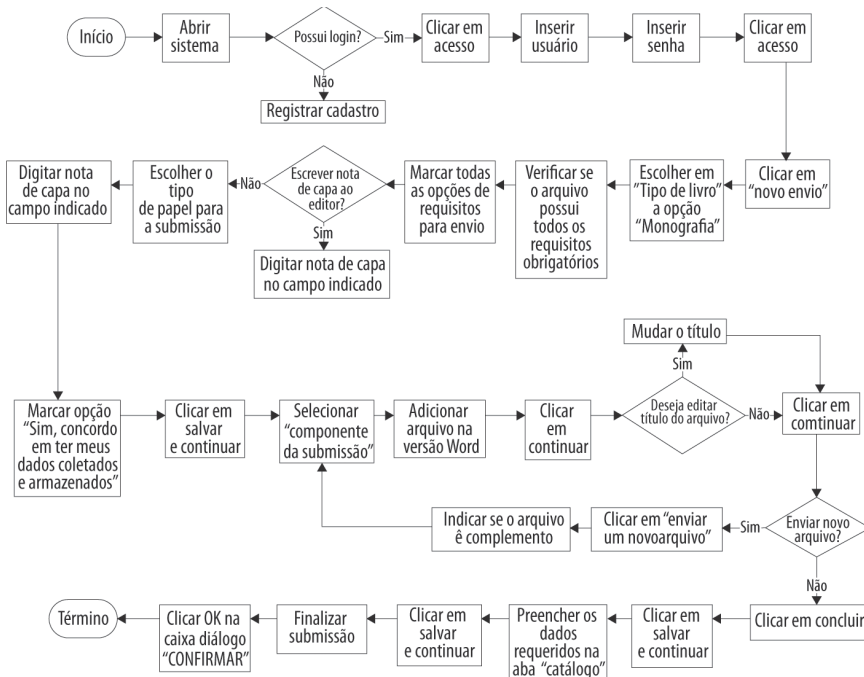 Início
Abrir
sistema
Possui login?
Sim
Clicar em
acesso
Inserir
usuário
Inserir
senha
Clicar em
acesso
Não
Registrar cadastro
Digitar nota
de capa no
campo indicado
Escolher o
tipo
de papel para
a submissão
Não
Escrever nota
de capa ao
editor?
Sim
Digitar nota de capa
no campo indicado
Marcar todas
as opções de
requisitos
para envio
Verificar se
o arquivo
possui
todos os
requisitos
obrigatórios
Escolher em
"Tipo de livro"
a opção
“Monografia”
Clicar em
“novo envio”
Mudar o título
Sim
Marcar opção
“Sim, concordo
em ter meus
dados coletados
e armazenados”
Clicar em salvar
e continuar
Selecionar
“componente
da submissão”
Adicionar
arquivo na
versão Word
Clicar
em
continuar
Deseja editar
título do arquivo?
Não
Clicar em
comtinuar
Indicar se o arquivo
ê complemento
Clicar em “enviar
um novoarquivo”
Sim
Enviar novo
arquivo?
Não
Término
Clicar OK na
caixa diálogo
“CONFIRMAR”
Finalizar
submissão
Clicar em
salvar
e continuar
Preencher os
dados
requeridos na
aba “catálogo”
Clicar em
salvar
e continuar
Clicar em concluir